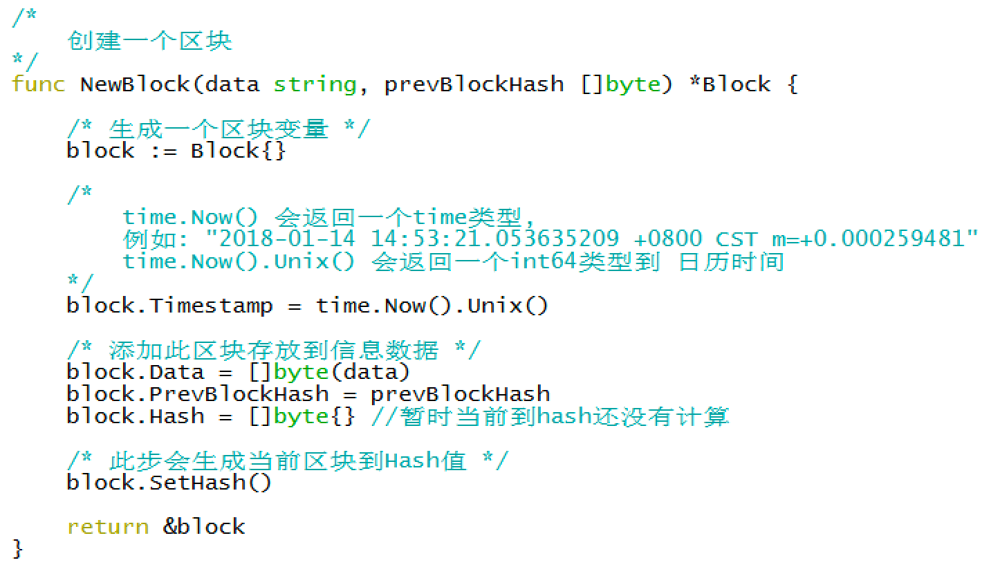 /*
    创建一个区块
*/
func NewBlock(data string, prevBlockHash []byte) *Block {
    /* 生成一个区块变量 */
    block := Block{}
    /*
        time.Now() 会返回一个time类型,
        例如: "2018-01-14 14:53:21.053635209 +0800 CST m=+0.000259481"
        time.Now().Unix() 会返回一个int64类型到 日历时间
    */
    block.Timestamp = time.Now().Unix()
    /* 添加此区块存放到信息数据 */
    block.Data = []byte(data)
    block.PrevBlockHash = prevBlockHash
    block.Hash = []byte{} //暂时当前到hash还没有计算
    /* 此步会生成当前区块到Hash值 */
    block.SetHash()
    return &block
}